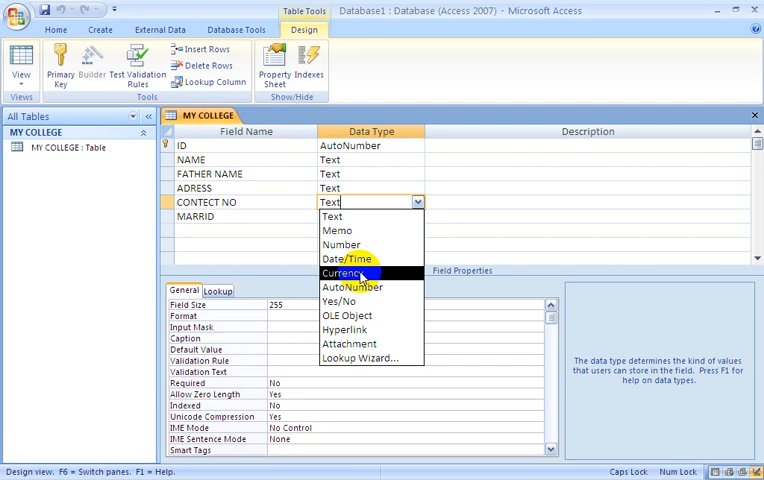 Table Tools
Database1 : Database (Access 2007) - Microsoft Access
Home
Create
External Data
Database Tools
Design
View
Primary Key
Builder
Test Validation Rules
Insert Rows
Delete Rows
Lookup Column
Property Sheet
Indexes
Views
Tools
Show/Hide
All Tables
MY COLLEGE
MY COLLEGE : Table
MY COLLEGE
Field Name Data Type Description
ID AutoNumber
NAME Text
FATHER NAME Text
ADRESS Text
CONTECT NO Text
MARRID
Text
Memo
Number
Date/Time
Currency
AutoNumber
Yes/No
OLE Object
Hyperlink
Attachment
Lookup Wizard...
Field Properties
General Lookup
Field Size 255
Format
Input Mask
Caption
Default Value
Validation Rule
Validation Text
Required No
Allow Zero Length Yes
Indexed No
Unicode Compression Yes
IME Mode No Control
IME Sentence Mode None
Smart Tags
The data type determines the kind of values
that users can store in the field. Press F1 for
help on data types.
Design view. F6 = Switch panes. F1 = Help.
Caps Lock Num Lock